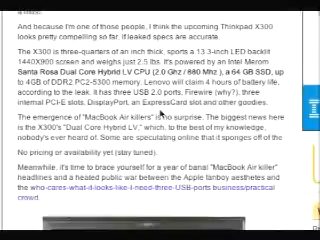 And because I'm one of those people, I think the upcoming Thinkpad X300
looks pretty compelling so far. If leaked specs are accurate.
The X300 is three-quarters of an inch thick, sports a 13.3-inch LED backlit
1440X900 screen and weighs just 2.5 lbs. It's powered by an Intel Merom
Santa Rosa Dual Core Hybrid LV CPU (2.0 Ghz / 880 Mhz ), a 64 GB SSD, up
to 4GB of DDR2 PC2-5300 memory. Lenovo will claim 4 hours of battery life,
according to the leak. It has three USB 2.0 ports, Firewire (why?), three
internal PCI-E slots, DisplayPort, an ExpressCard slot and other goodies.
The emergence of "MacBook Air killers" is no surprise. The biggest news here
is the X300's "Dual Core Hybrid LV," which, to the best of my knowledge,
nobody's ever heard of. Some are speculating online that it sponges off of the
No pricing or availability yet (stay tuned).
Meanwhile, it's time to brace yourself for a year of banal "MacBook Air killer"
headlines and a heated public war between the Apple fanboy aesthetes and
the who-cares-what-it-looks-like-I-need-three-USB-ports business/practical
crowd.